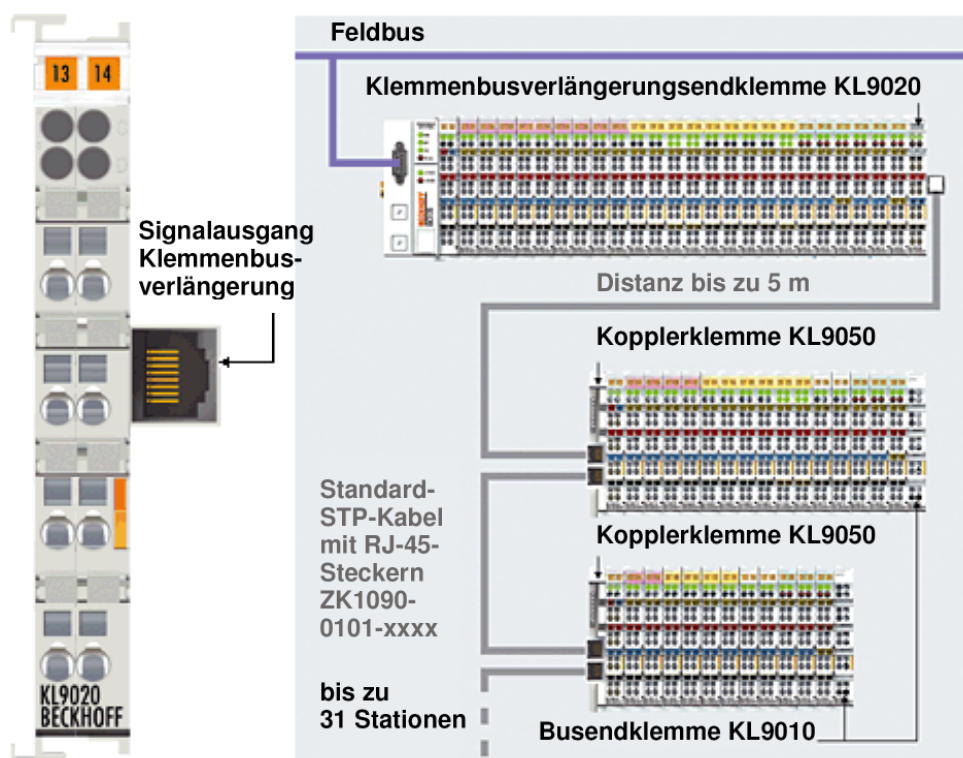 13 14
Signalausgang
Klemmenbus-
verlängerung
KL9020
BECKHOFF
Feldbus
Klemmenbusverlängerungsendklemme KL9020
Distanz bis zu 5 m
Kopplerklemme KL9050
Standard-
STP-Kabel
mit RJ-45-
Steckern
ZK1090-
0101-xxxx
Kopplerklemme KL9050
bis zu
31 Stationen
Busendklemme KL9010